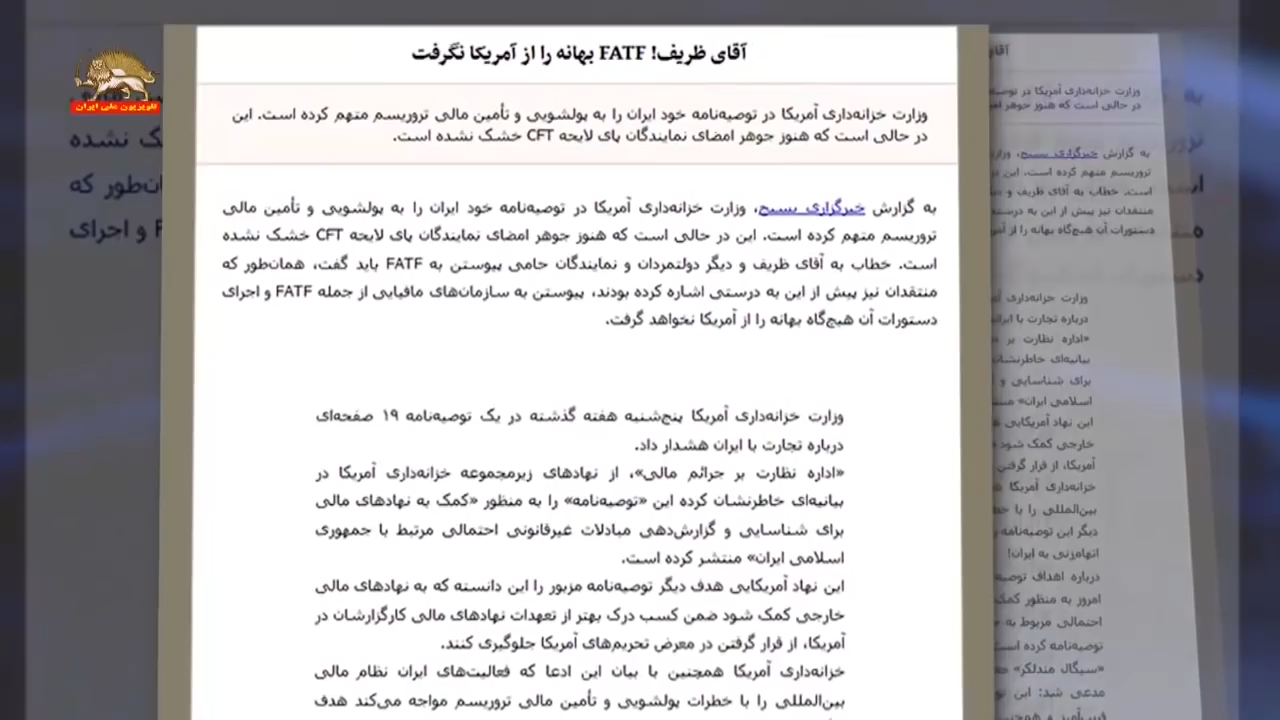 آقای ظریف! FATF بهانه را از آمریکا نگرفت
وزارت خزانه‌داری آمریکا در توصیه‌نامه خود ایران را به پولشویی و تأمین مالی تروریسم متهم کرده است. این
در حالی است که هنوز جوهر امضای نمایندگان پای لایحه CFT خشک نشده است.
به گزارش خبرگزاری بسیج، وزارت خزانه‌داری آمریکا در توصیه‌نامه خود ایران را به پولشویی و تأمین مالی
تروریسم متهم کرده است. این در حالی است که هنوز جوهر امضای نمایندگان پای لایحه CFT خشک نشده
است. خطاب به آقای ظریف و دیگر دولتمردان و نمایندگان حامی پیوستن به FATF باید گفت، همان‌طور که
منتقدان نیز پیش از این به درستی اشاره کرده بودند، پیوستن به سازمان‌های مافیایی از جمله FATF و اجرای
دستورات آن هیچ‌گاه بهانه را از آمریکا نخواهد گرفت.
وزارت خزانه‌داری آمریکا پنج‌شنبه هفته گذشته در یک توصیه‌نامه ۱۹ صفحه‌ای
درباره تجارت با ایران هشدار داد.
«اداره نظارت بر جرائم مالی»، از نهادهای زیرمجموعه خزانه‌داری آمریکا در
بیانیه‌ای خاطرنشان کرده این «توصیه‌نامه» را به منظور «کمک به نهادهای مالی
برای شناسایی و گزارش‌دهی مبادلات غیرقانونی احتمالی مرتبط با جمهوری
اسلامی ایران» منتشر کرده است.
این نهاد آمریکایی هدف دیگر توصیه‌نامه مزبور را این دانسته که به نهادهای مالی
خارجی کمک شود ضمن کسب درک بهتر از تعهدات نهادهای مالی کارگزارشان در
آمریکا، از قرار گرفتن در معرض تحریم‌های آمریکا جلوگیری کنند.
خزانه‌داری آمریکا همچنین با بیان این ادعا که فعالیت‌های ایران نظام مالی
بین‌المللی را با خطرات پولشویی و تأمین مالی تروریسم مواجه می‌کند هدف
تلویزیون ملی ایران